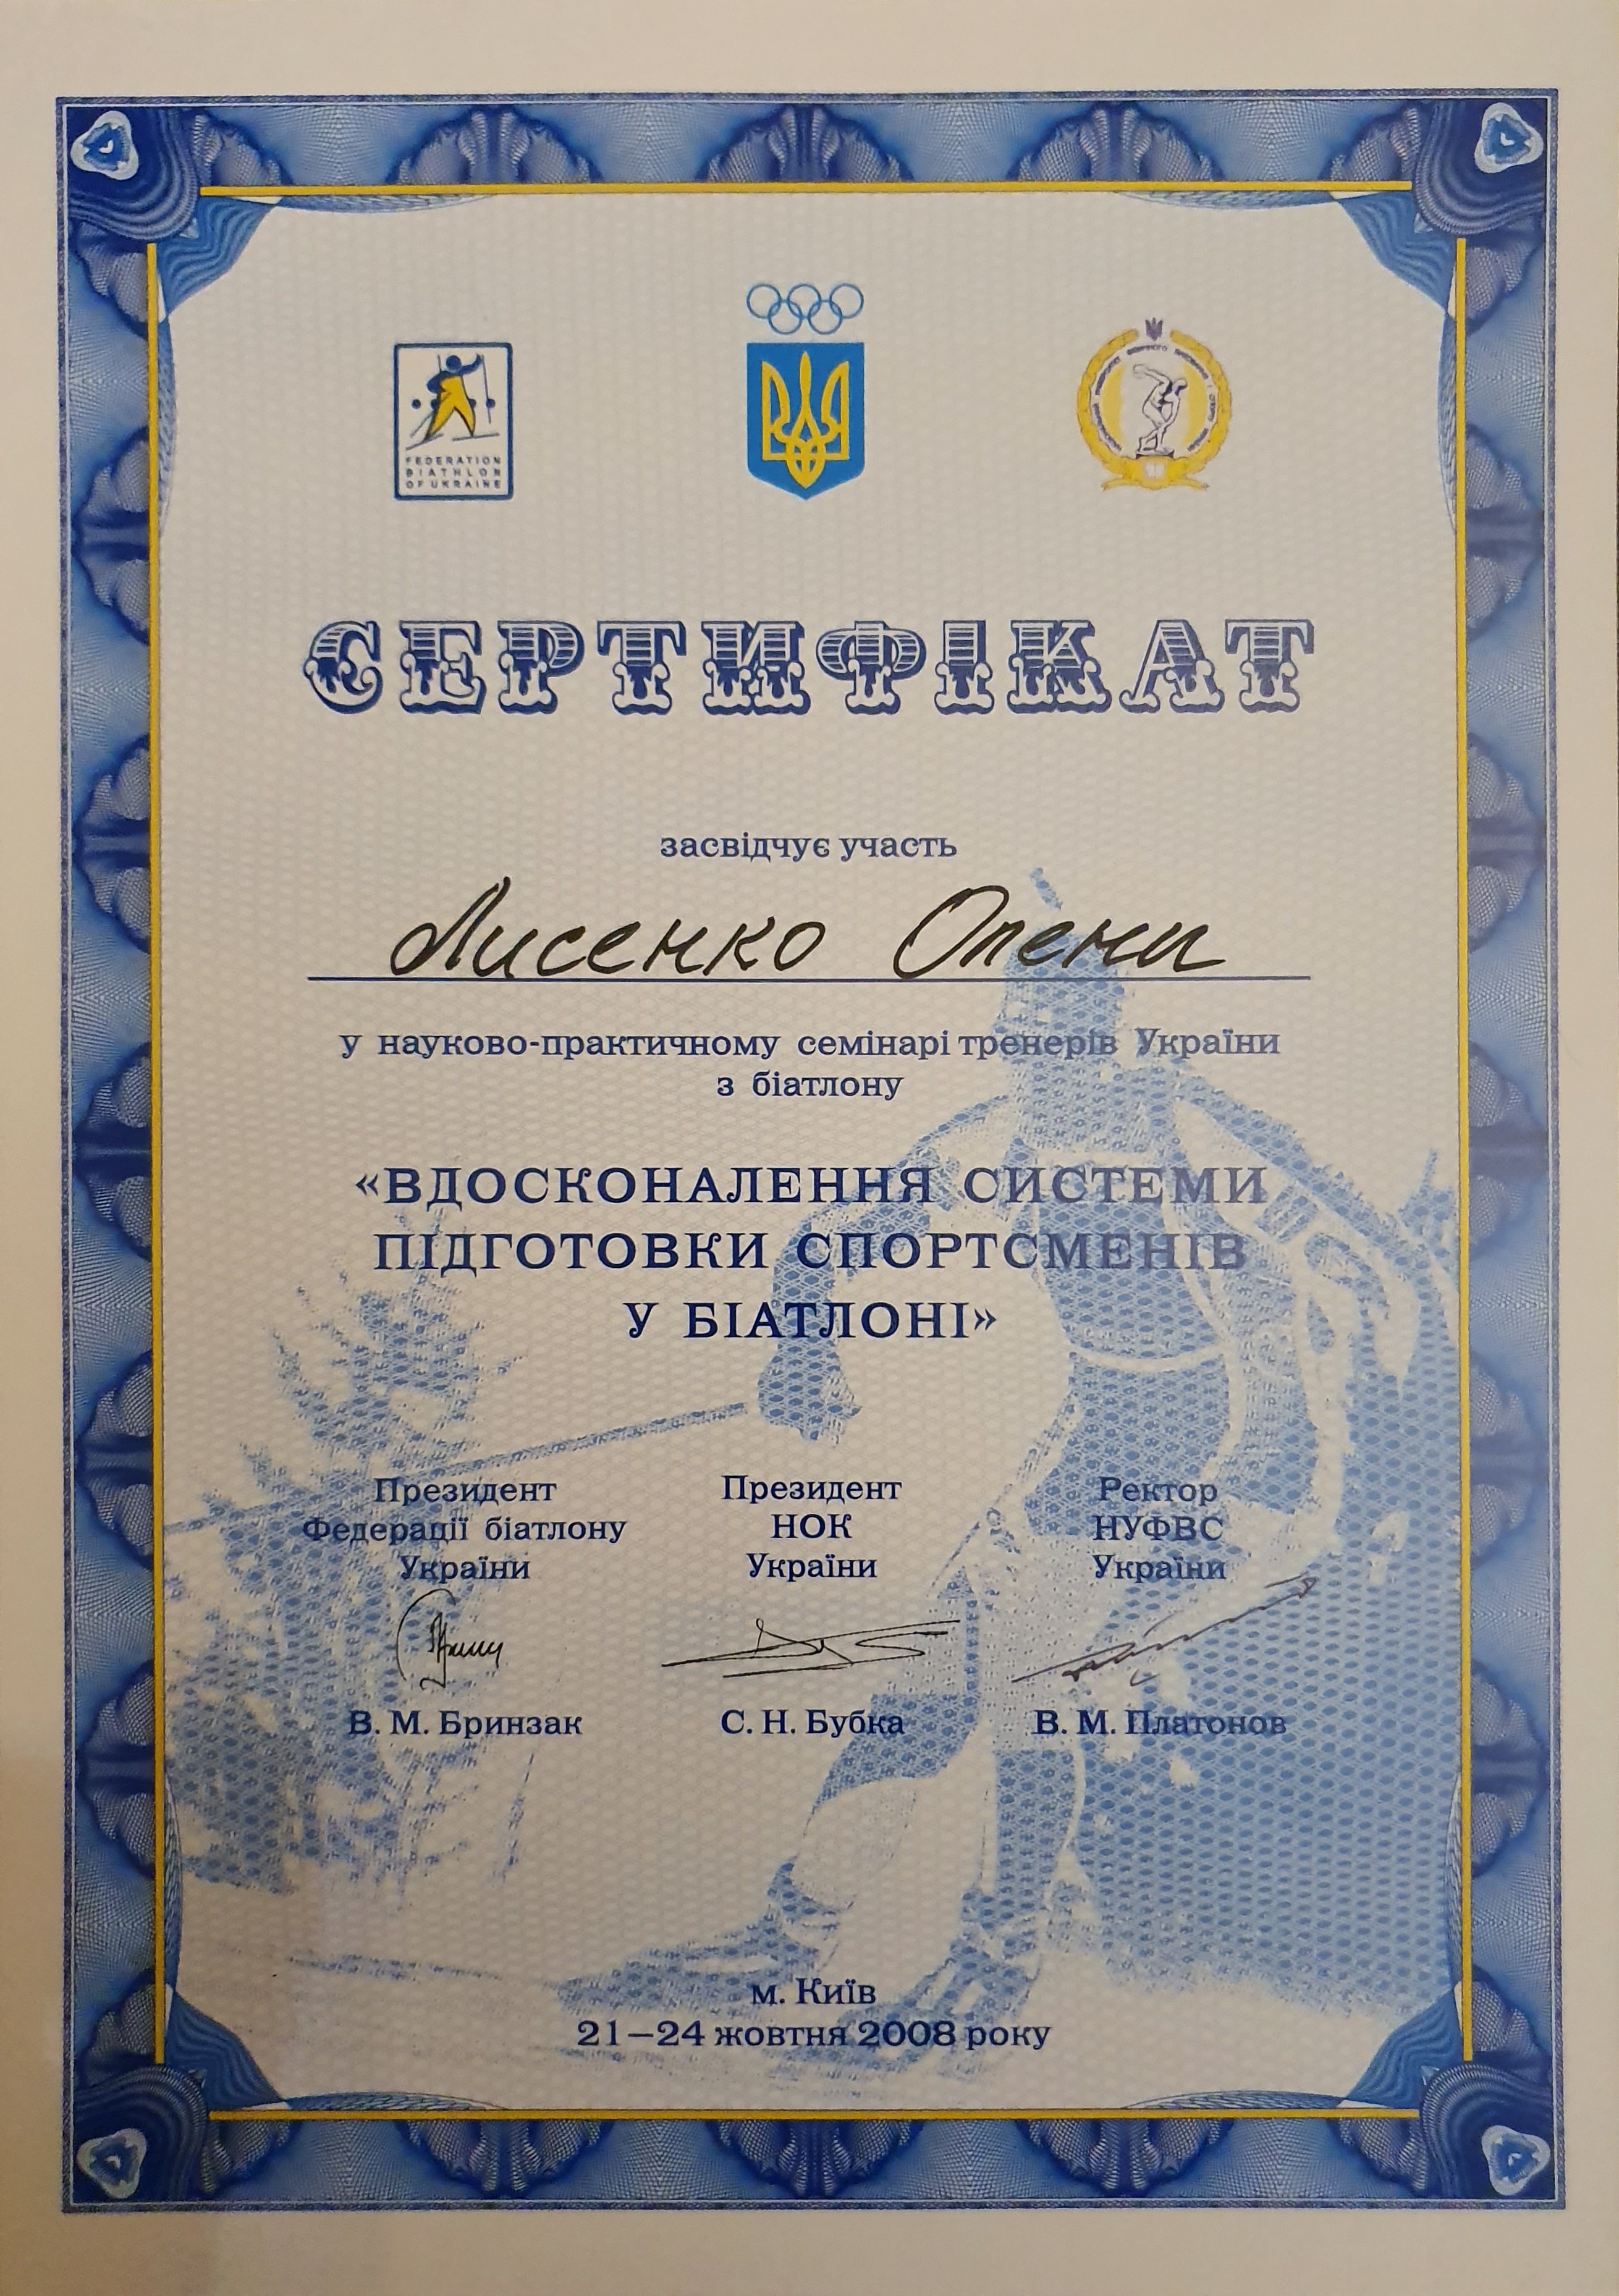 FEDERATION
BIATHLON
OF UKRAINE
СЕРТИФІКАТ
засвідчує участь
Лисенко Олени
у науково-практичному семінарі тренерів України
з біатлону
«ВДОСКОНАЛЕННЯ СИСТЕМИ
ПІДГОТОВКИ СПОРТСМЕНІВ
У БІАТЛОНІ»
Президент
Федерації біатлону
України
Президент
НОК
України
Ректор
НУФВС
України
В. М. Бринзак
С. Н. Бубка
В. М. Платонов
м. Київ
21–24 жовтня 2008 року